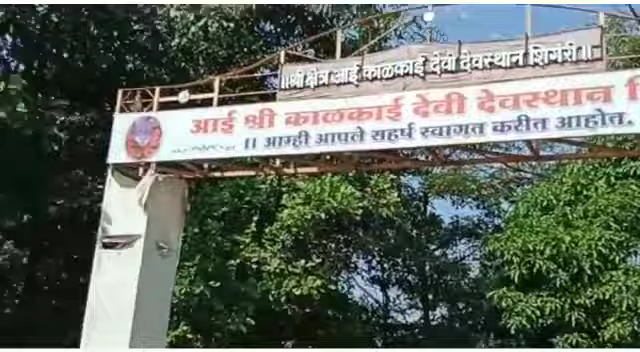 ॥श्री क्षेत्र आई काळकाई देवी देवस्थान शिगरी॥
आई श्री काळकाई देवी देवस्थान
॥ आम्ही आपले सहर्ष स्वागत करीत आहोत.